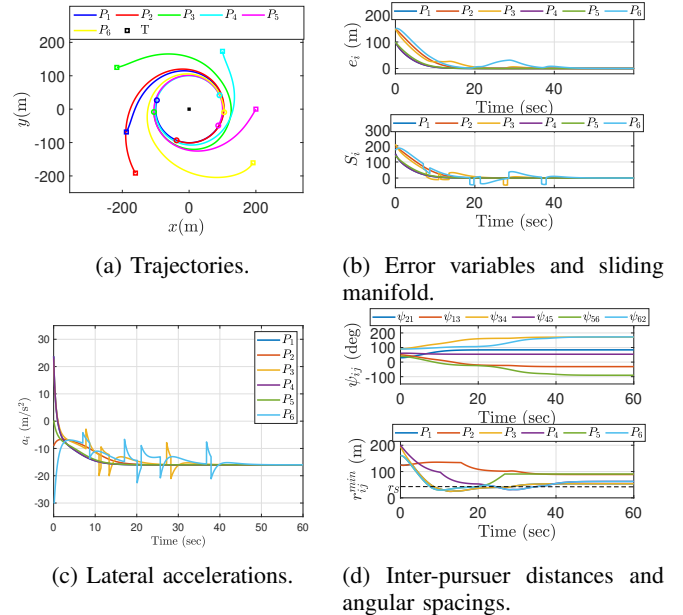 P1 P2 P3 P4 P5
P6 T
y(m)
200
100
0
-100
-200
-200 0 200
x(m)
(a) Trajectories.
P1 P2 P3 P4 P5 P6
e_i (m)
200
100
0
0 20 40 60
Time (sec)
P1 P2 P3 P4 P5 P6
S_i
300
200
100
0
0 20 40 60
Time (sec)
(b) Error variables and sliding
manifold.
a_i (m/s²)
30
20
10
0
-10
-20
-30
0 10 20 30 40 50 60
Time (sec)
P1
P2
P3
P4
P5
P6
(c) Lateral accelerations.
ψ21 ψ13 ψ34 ψ45 ψ56 ψ62
ψij (deg)
200
100
0
-100
0 20 40 60
Time (sec)
P1 P2 P3 P4 P5 P6
r_ij^min (m)
200
100
r_s
0
0 20 40 60
Time (sec)
(d) Inter-pursuer distances and
angular spacings.